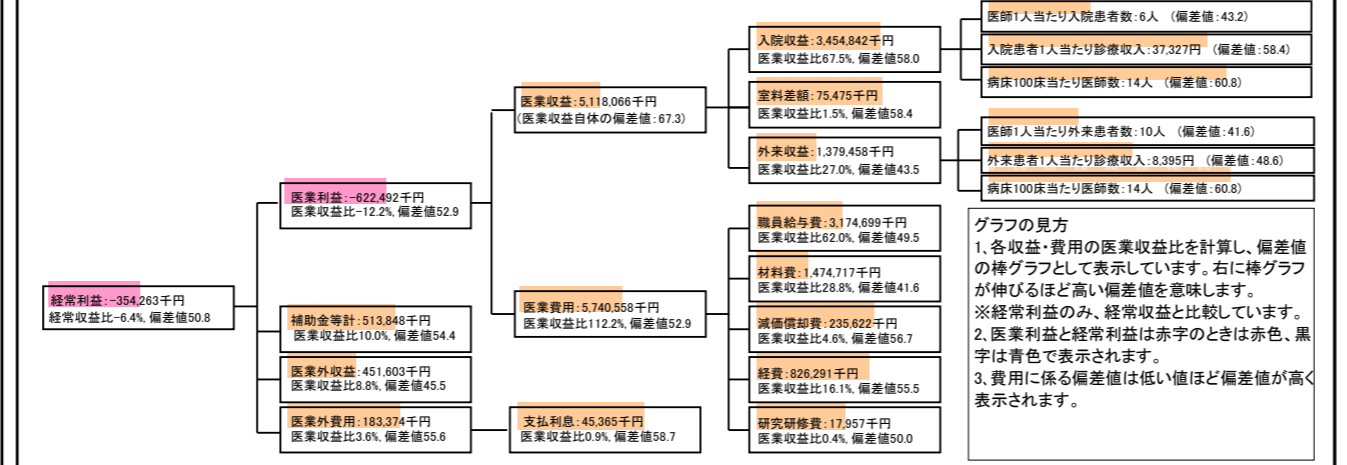 経常利益:-354,263千円
経常収支比-6.4%, 偏差値50.8
医業利益:-622,492千円
医業収益比-12.2%, 偏差値52.9
補助金等計:513,848千円
医業収益比10.0%, 偏差値54.4
医業外収益:451,603千円
医業収益比8.8%, 偏差値45.5
医業外費用:183,374千円
医業収益比3.6%, 偏差値55.6
医業収益:5,118,066千円
(医業収益自体の偏差値:67.3)
医業費用:5,740,558千円
医業収益比112.2%, 偏差値52.9
支払利息:45,365千円
医業収益比0.9%, 偏差値58.7
入院収益:3,454,842千円
医業収益比67.5%, 偏差値58.0
室料差額:75,475千円
医業収益比1.5%, 偏差値58.4
外来収益:1,379,458千円
医業収益比27.0%, 偏差値43.5
職員給与費:3,174,699千円
医業収益比62.0%, 偏差値49.5
材料費:1,474,717千円
医業収益比28.8%, 偏差値41.6
減価償却費:235,622千円
医業収益比4.6%, 偏差値56.7
経費:826,291千円
医業収益比16.1%, 偏差値55.5
研究研修費:17,957千円
医業収益比0.4%, 偏差値50.0
医師1人当たり入院患者数:6人 (偏差値:43.2)
入院患者1人当たり診療収入:37,327円 (偏差値:58.4)
病床100床当たり医師数:14人 (偏差値:60.8)
医師1人当たり外来患者数:10人 (偏差値:41.6)
外来患者1人当たり診療収入:8,395円 (偏差値:48.6)
病床100床当たり医師数:14人 (偏差値:60.8)
グラフの見方
1、各収益・費用の医業収益比を計算し、偏差値
の棒グラフとして表示しています。右に棒グラフ
が伸びるほど高い偏差値を意味します。
※経常利益のみ、経常収益と比較しています。
2、医業利益と経常利益は赤字のときは赤色、黒
字は青色で表示されます。
3、費用に係る偏差値は低い値ほど偏差値が高く
表示されます。